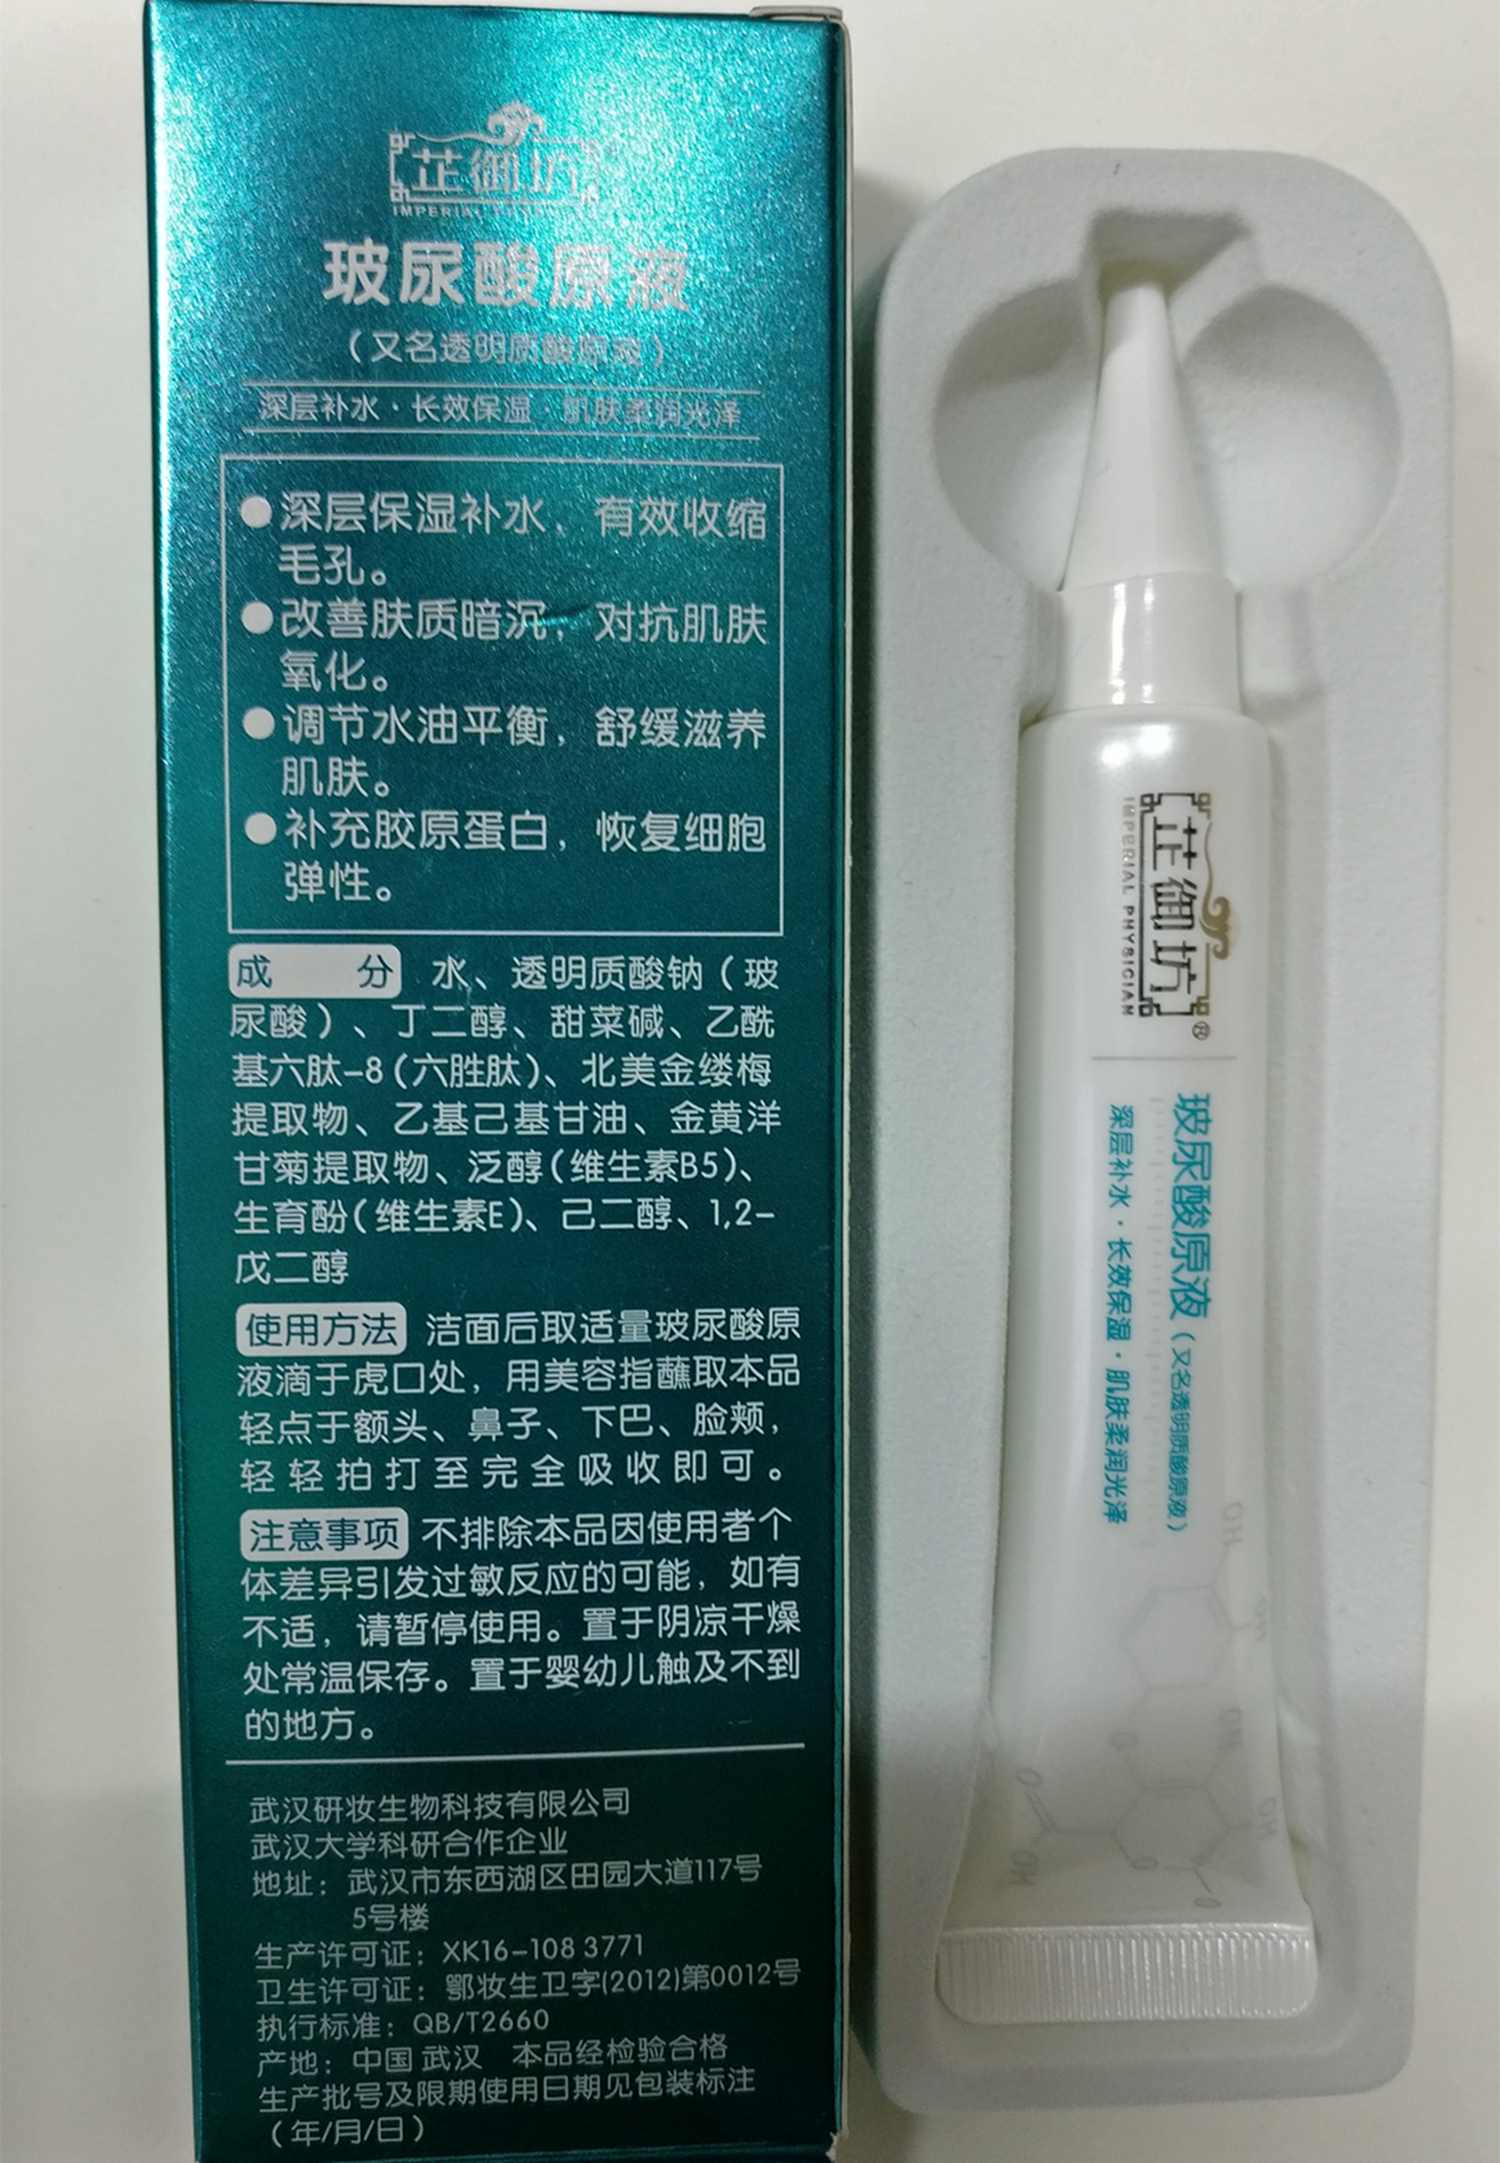 芷御坊
IMPERIAL PHYSICIAN
玻尿酸原液
（又名透明质酸原液）
深层补水·长效保湿·肌肤柔润光泽
●深层保湿补水，有效收缩
毛孔。
●改善肤质暗沉，对抗肌肤
氧化。
●调节水油平衡，舒缓滋养
肌肤。
●补充胶原蛋白，恢复细胞
弹性。
成 分 水、透明质酸钠（玻
尿酸）、丁二醇、甜菜碱、乙酰
基六肽-8（六胜肽）、北美金缕梅
提取物、乙基己基甘油、金黄洋
甘菊提取物、泛醇（维生素B5）、
生育酚（维生素E）、己二醇、1,2-
戊二醇
使用方法 洁面后取适量玻尿酸原
液滴于虎口处，用美容指蘸取本品
轻点于额头、鼻子、下巴、脸颊，
轻轻拍打至完全吸收即可。
注意事项 不排除本品因使用者个
体差异引发过敏反应的可能，如有
不适，请暂停使用。置于阴凉干燥
处常温保存。置于婴幼儿触及不到
的地方。
武汉研妆生物科技有限公司
武汉大学科研合作企业
地址：武汉市东西湖区田园大道117号
5号楼
生产许可证：XK16-108 3771
卫生许可证：鄂妆生卫字(2012)第0012号
执行标准：QB/T2660
产地：中国 武汉 本品经检验合格
生产批号及限期使用日期见包装标注
（年/月/日）
芷御坊®
IMPERIAL PHYSICIAN
玻尿酸原液（又名透明质酸原液）
深层补水·长效保湿·肌肤柔润光泽
OH
OH
O
OH
O
OH
O
O